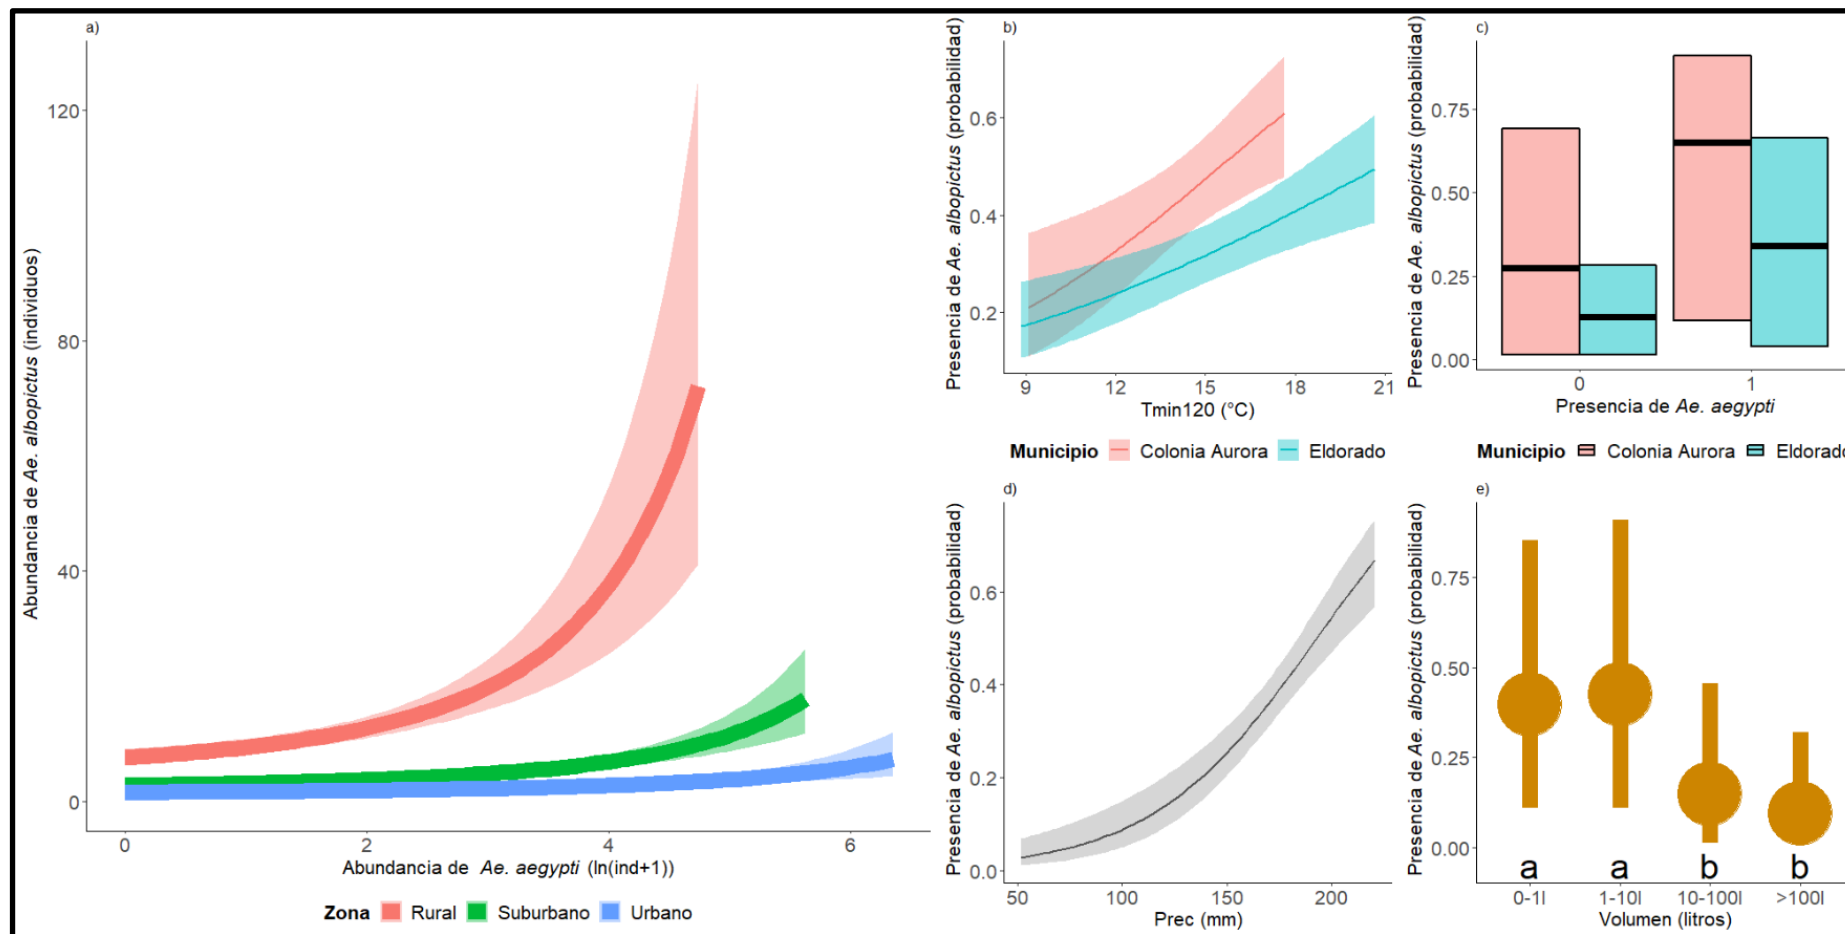 a)
Abundancia de Ae. albopictus (individuos)
120
80
40
0
0 2 4 6
Abundancia de Ae. aegypti (ln(ind+1))
Zona Rural Suburbano Urbano
b)
Presencia de Ae. albopictus (probabilidad)
0.6
0.4
0.2
9 12 15 18 21
Tmin120 (°C)
Municipio Colonia Aurora Eldorado
c)
Presencia de Ae. albopictus (probabilidad)
0.75
0.50
0.25
0.00
0 1
Presencia de Ae. aegypti
Municipio Colonia Aurora Eldorado
d)
Presencia de Ae. albopictus (probabilidad)
0.6
0.4
0.2
0.0
50 100 150 200
Prec (mm)
e)
Presencia de Ae. albopictus (probabilidad)
0.75
0.50
0.25
0.00
a a b b
0-1l 1-10l 10-100l >100l
Volumen (litros)